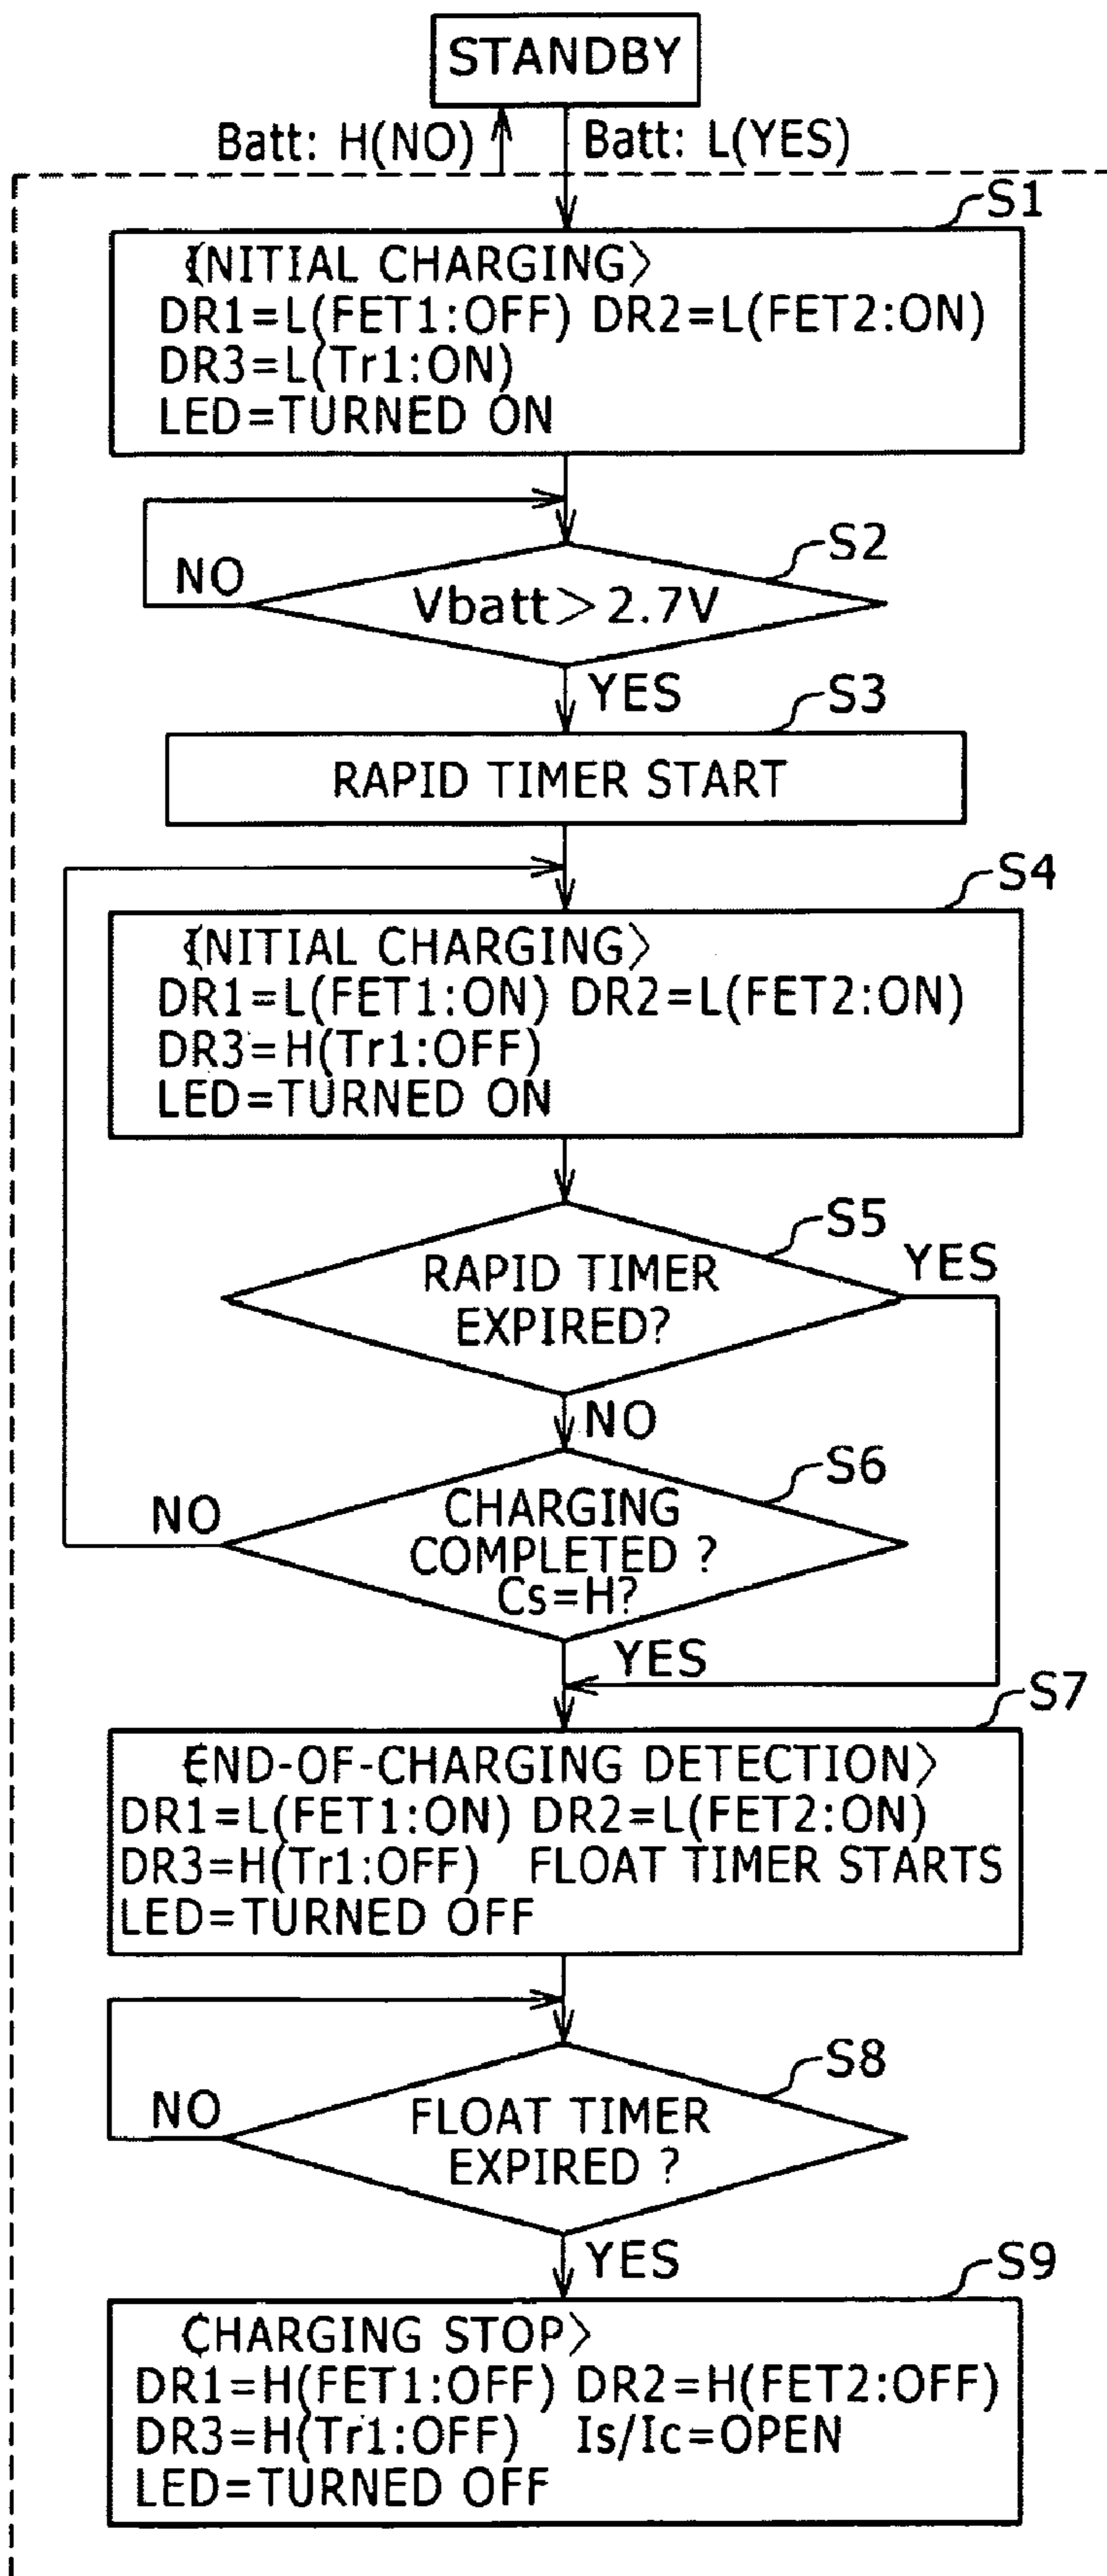 STANDBY
Batt: H(NO)
Batt: L(YES)
S1
<INITIAL CHARGING>
DR1=L(FET1:OFF) DR2=L(FET2:ON)
DR3=L(Tr1:ON)
LED=TURNED ON
S2
NO
Vbatt>2.7V
YES
S3
RAPID TIMER START
S4
<INITIAL CHARGING>
DR1=L(FET1:ON) DR2=L(FET2:ON)
DR3=H(Tr1:OFF)
LED=TURNED ON
S5
YES
RAPID TIMER
EXPIRED?
NO
S6
NO
CHARGING
COMPLETED ?
Cs=H?
YES
S7
<END-OF-CHARGING DETECTION>
DR1=L(FET1:ON) DR2=L(FET2:ON)
DR3=H(Tr1:OFF) FLOAT TIMER STARTS
LED=TURNED OFF
S8
NO
FLOAT TIMER
EXPIRED ?
YES
S9
<CHARGING STOP>
DR1=H(FET1:OFF) DR2=H(FET2:OFF)
DR3=H(Tr1:OFF) Is/Ic=OPEN
LED=TURNED OFF